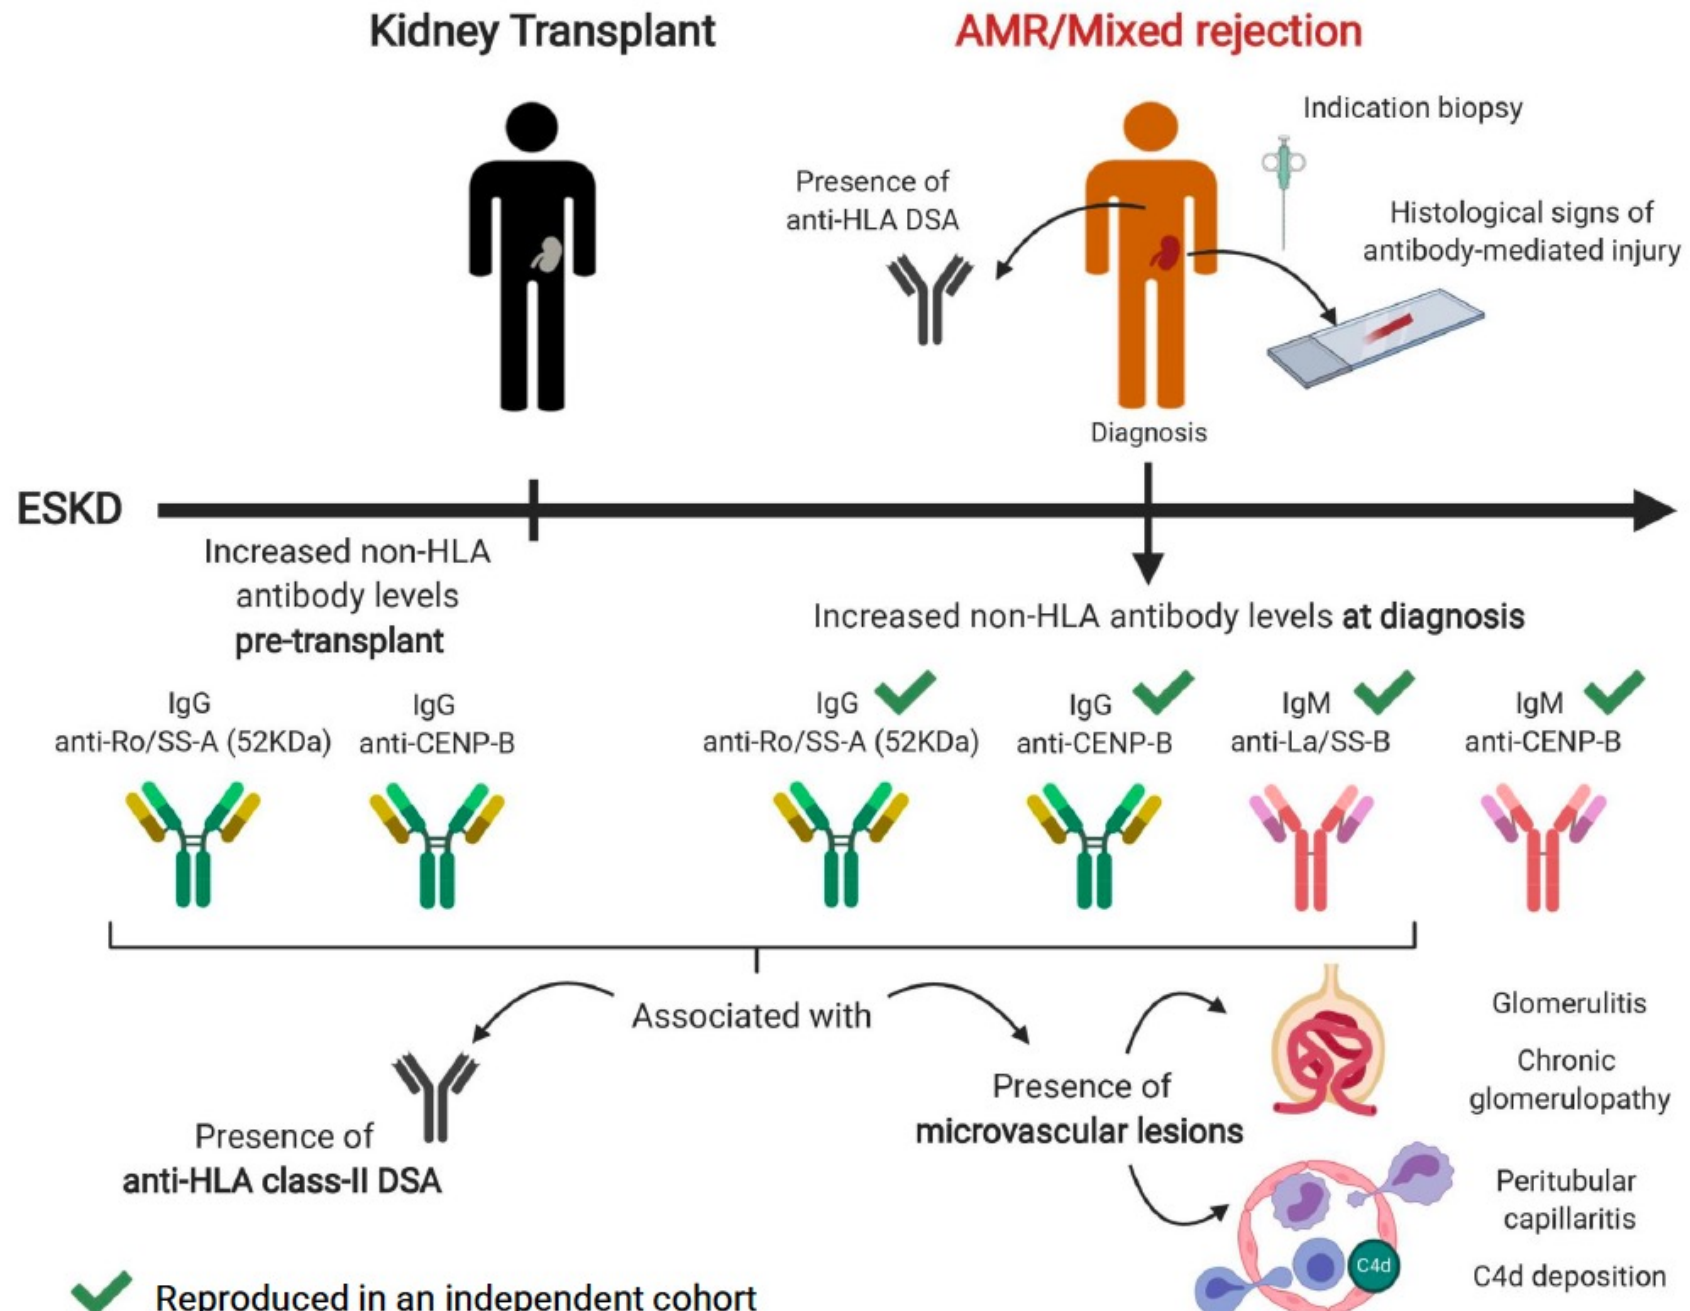 Kidney Transplant
AMR/Mixed rejection
Indication biopsy
Presence of
anti-HLA DSA
Histological signs of
antibody-mediated injury
Diagnosis
ESKD
Increased non-HLA
antibody levels
pre-transplant
Increased non-HLA antibody levels at diagnosis
IgG
anti-Ro/SS-A (52KDa)
IgG
anti-CENP-B
IgG
anti-Ro/SS-A (52KDa)
IgG
anti-CENP-B
IgM
anti-La/SS-B
IgM
anti-CENP-B
Associated with
Presence of
anti-HLA class-II DSA
Presence of
microvascular lesions
Glomerulitis
Chronic
glomerulopathy
Peritubular
capillaritis
C4d
C4d deposition
Reproduced in an independent cohort